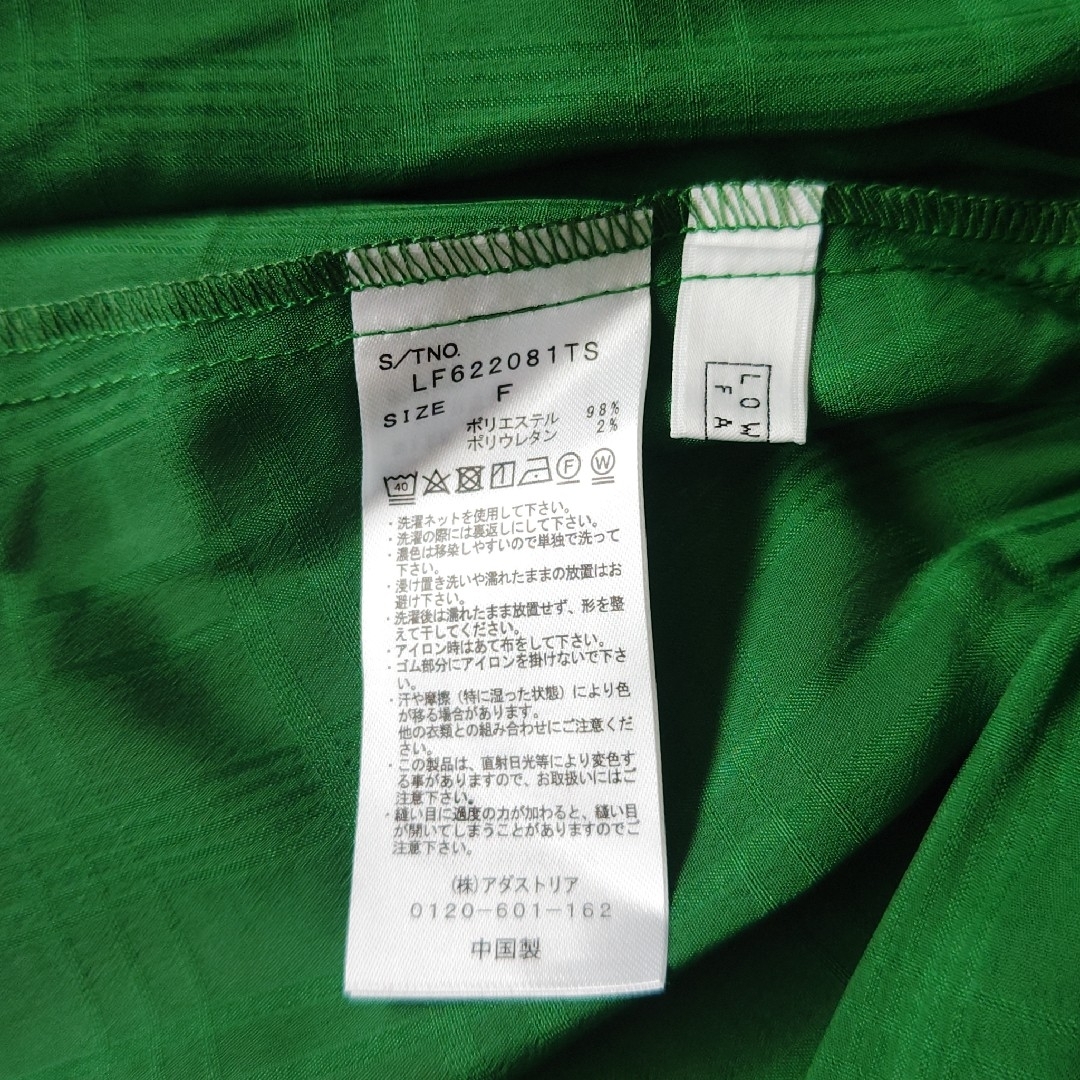 S/TNO.
LF622081TS
SIZE F
ポリエステル 98%
ポリウレタン 2%
40 F W
・洗濯ネットを使用して下さい。
・洗濯の際には裏返しにして下さい。
・濃色は移染しやすいので単独で洗って
下さい。
・浸け置き洗いや濡れたままの放置はお
避け下さい。
・洗濯後は濡れたまま放置せず、形を整
えて干してください。
・アイロン時はあて布をして下さい。
・ゴム部分にアイロンを掛けないで下さ
い。
・汗や摩擦（特に湿った状態）により色
が移る場合があります。
他の衣類との組み合わせにご注意くだ
さい。
・この製品は、直射日光等により変色す
る事がありますので、お取扱いにはご
注意下さい。
・縫い目に過度の力が加わると、縫い目
が開いてしまうことがありますのでご
注意下さい。
(株)アダストリア
0120-601-162
中国製
LOW
FA